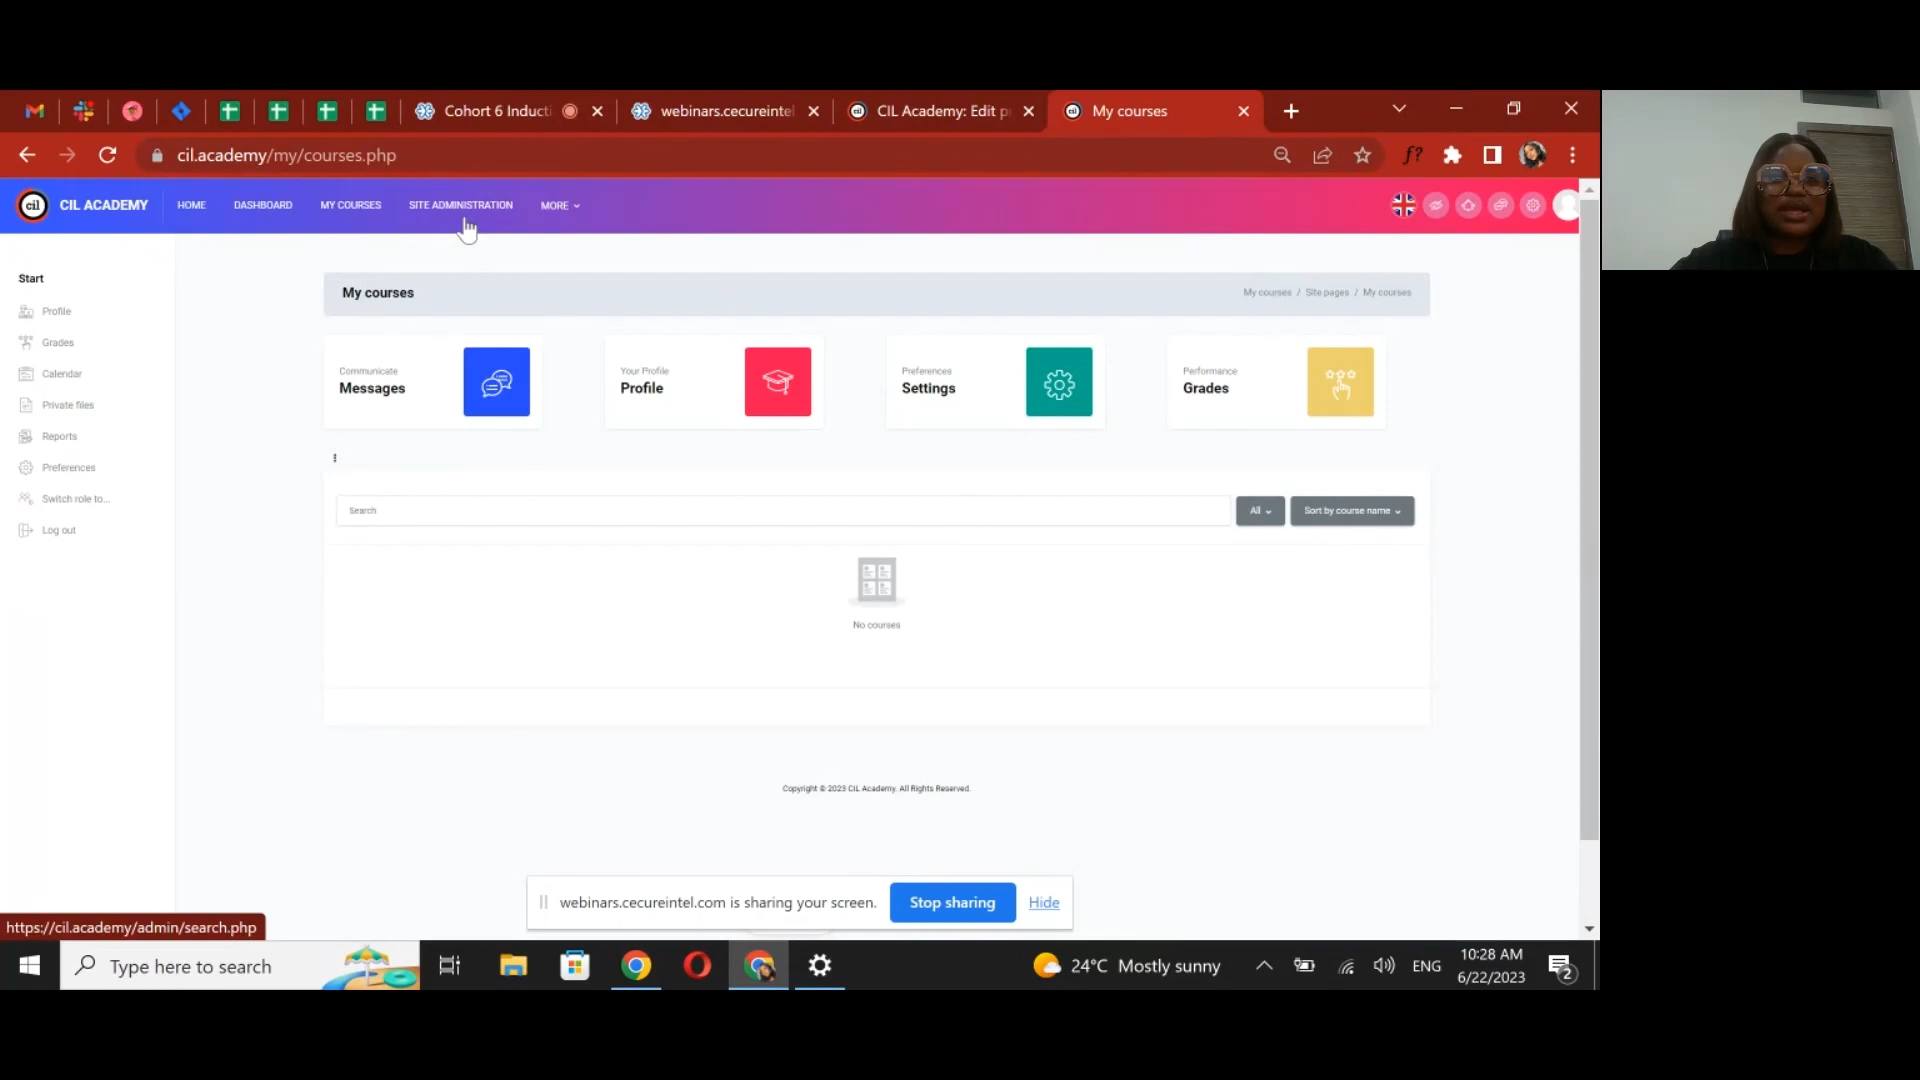 Cohort 6 Inducti
webinars.cecureintel
CIL Academy: Edit p
My courses
cil.academy/my/courses.php
f?
cil
CIL ACADEMY
HOME
DASHBOARD
MY COURSES
SITE ADMINISTRATION
MORE
Start
Profile
Grades
Calendar
Private files
Reports
Preferences
Switch role to...
Log out
My courses
My courses / Site pages / My courses
Communicate
Messages
Your Profile
Profile
Preferences
Settings
Performance
Grades
Search
All
Sort by course name
No courses
Copyright © 2023 CIL Academy. All Rights Reserved.
webinars.cecureintel.com is sharing your screen.
Stop sharing
Hide
https://cil.academy/admin/search.php
Type here to search
24°C Mostly sunny
ENG
10:28 AM
6/22/2023
2